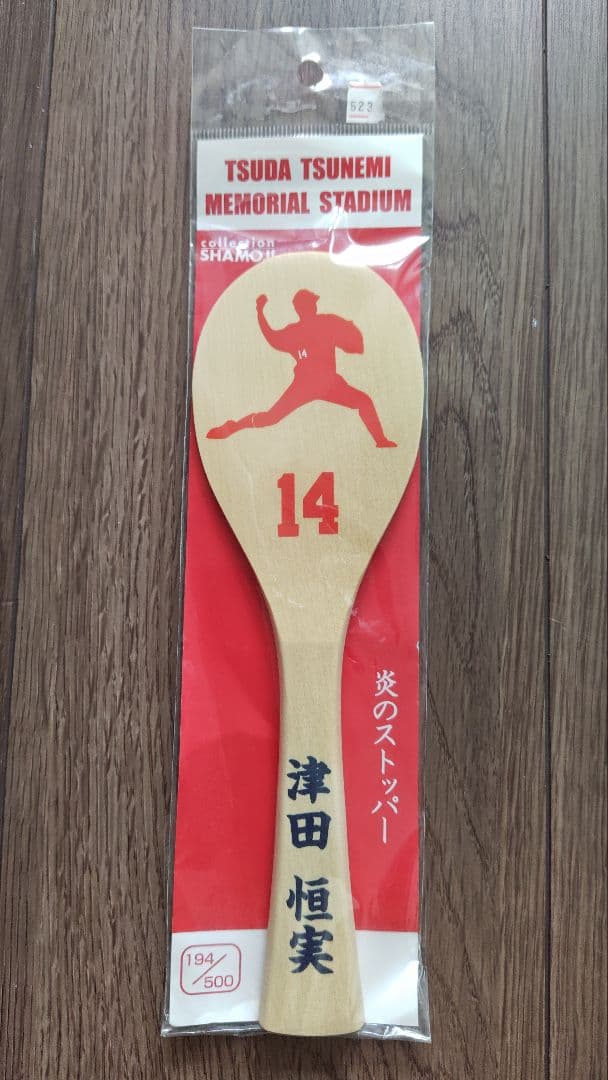 523
TSUDA TSUNEMI
MEMORIAL STADIUM
collection
SHAMOJI
14
14
炎のストッパー
津田 恒実
194/500